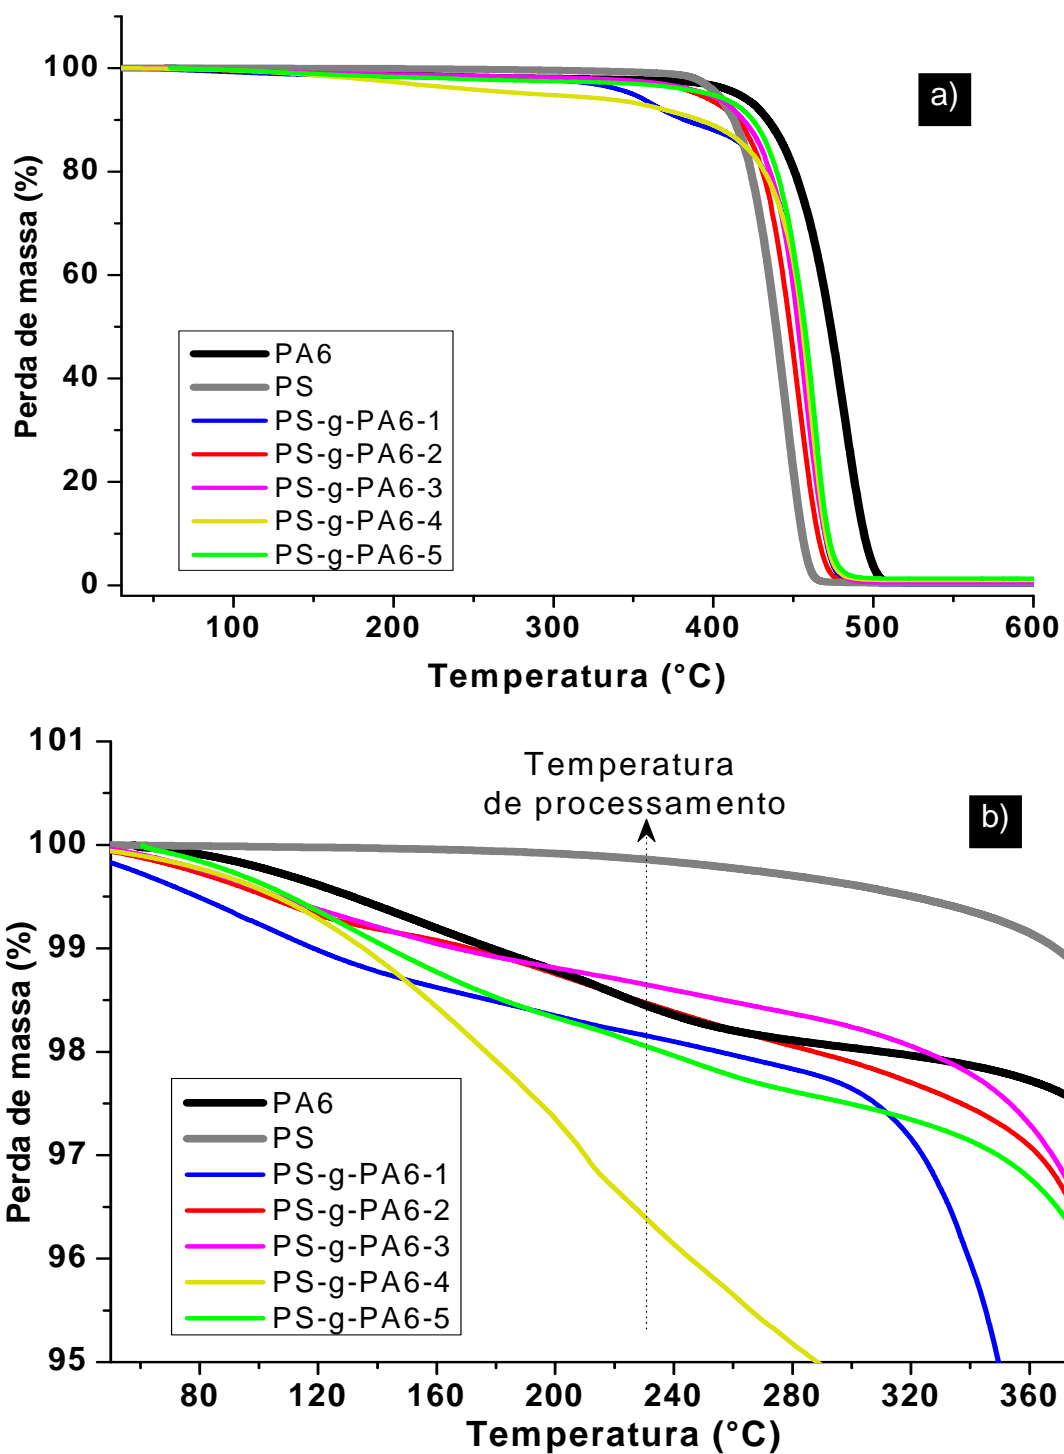 100
80
60
40
20
0
Perda de massa (%)
a)
PA6
PS
PS-g-PA6-1
PS-g-PA6-2
PS-g-PA6-3
PS-g-PA6-4
PS-g-PA6-5
100 200 300 400 500 600
Temperatura (°C)
101
100
99
98
97
96
95
Perda de massa (%)
Temperatura
de processamento
b)
PA6
PS
PS-g-PA6-1
PS-g-PA6-2
PS-g-PA6-3
PS-g-PA6-4
PS-g-PA6-5
80 120 160 200 240 280 320 360
Temperatura (°C)